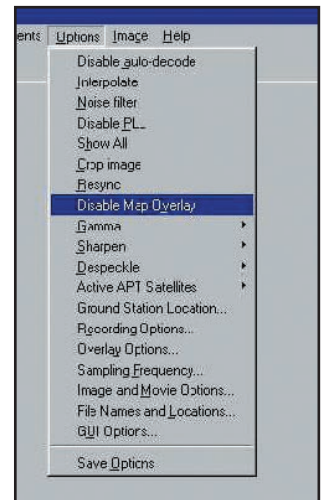 ents Options Image Help
Disable auto-decode
Interpolate
Noise filter
Disable PLL
Show All
Crop image
Resync
Disable Map Overlay
Gamma
Sharpen
Despeckle
Active APT Satellites
Ground Station Location...
Recording Options...
Overlay Options...
Sampling Frequency...
Image and Movie Options...
File Names and Locations...
GUI Options...
Save Options